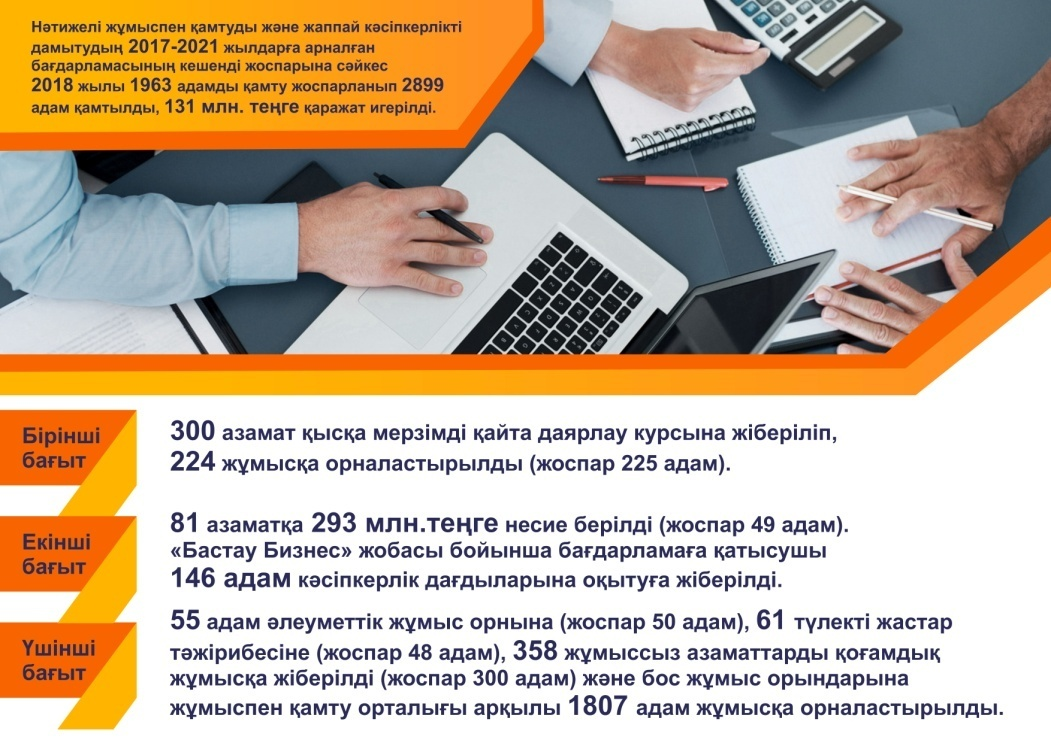 Нәтижелі жұмыспен қамтуды және жаппай кәсіпкерлікті
дамытудың 2017-2021 жылдарға арналған
бағдарламасының кешенді жоспарына сәйкес
2018 жылы 1963 адамды қамту жоспарланып 2899
адам қамтылды, 131 млн. теңге қаражат игерілді.
Бірінші
бағыт
300 азамат қысқа мерзімді қайта даярлау курсына жіберіліп,
224 жұмысқа орналастырылды (жоспар 225 адам).
Екінші
бағыт
81 азаматқа 293 млн.теңге несие берілді (жоспар 49 адам).
«Бастау Бизнес» жобасы бойынша бағдарламаға қатысушы
146 адам кәсіпкерлік дағдыларына оқытуға жіберілді.
Үшінші
бағыт
55 адам әлеуметтік жұмыс орнына (жоспар 50 адам), 61 түлекті жастар
тәжірибесіне (жоспар 48 адам), 358 жұмыссыз азаматтарды қоғамдық
жұмысқа жіберілді (жоспар 300 адам) және бос жұмыс орындарына
жұмыспен қамту орталығы арқылы 1807 адам жұмысқа орналастырылды.